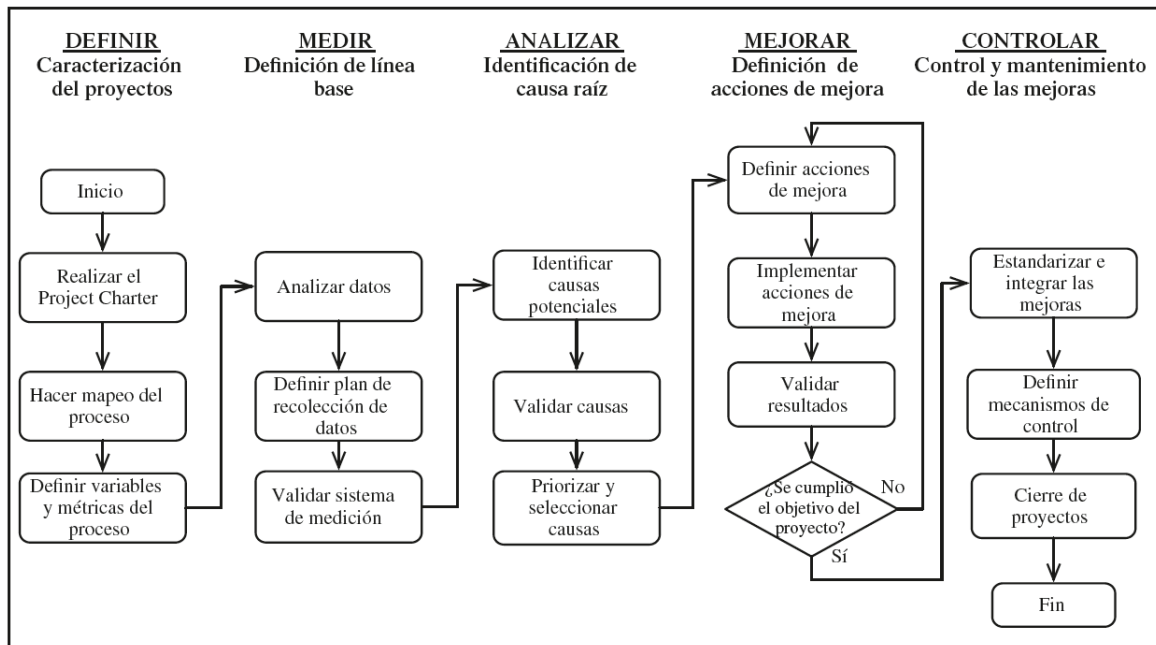 DEFINIR
Caracterización
del proyectos
Inicio
Realizar el
Project Charter
Hacer mapeo del
proceso
Definir variables
y métricas del
proceso
MEDIR
Definición de línea
base
Analizar datos
Definir plan de
recolección de
datos
Validar sistema
de medición
ANALIZAR
Identificación de
causa raíz
Identificar
causas
potenciales
Validar causas
Priorizar y
seleccionar
causas
MEJORAR
Definición de
acciones de mejora
Definir acciones
de mejora
Implementar
acciones de
mejora
Validar
resultados
¿Se cumplió
el objetivo del
proyecto?
No
Sí
CONTROLAR
Control y mantenimiento
de las mejoras
Estandarizar e
integrar las
mejoras
Definir
mecanismos de
control
Cierre de
proyectos
Fin